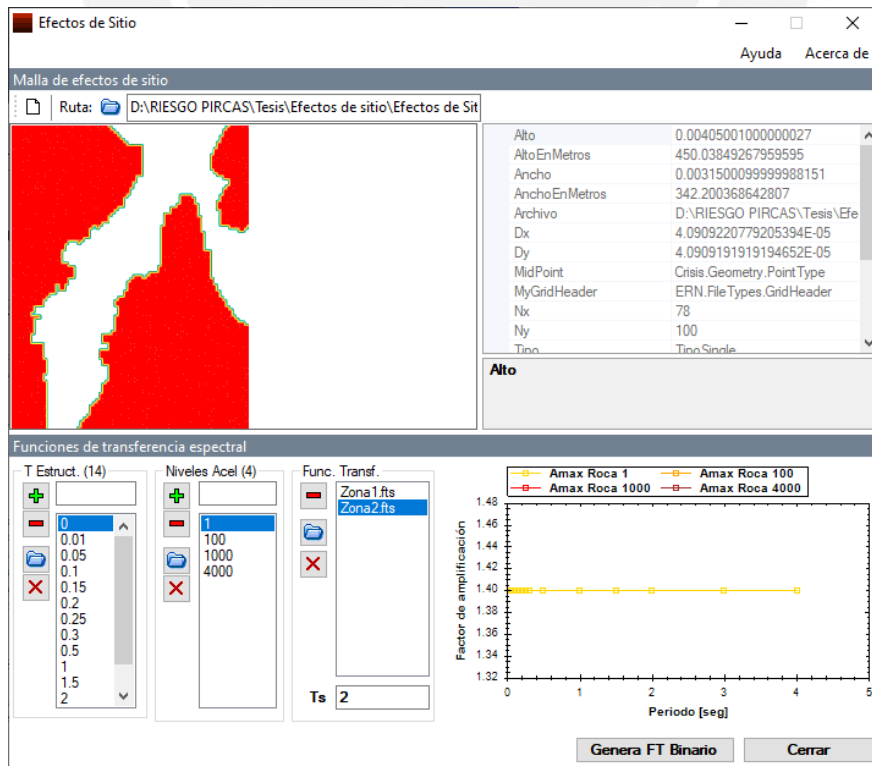 Efectos de Sitio
Ayuda Acerca de
Malla de efectos de sitio
Ruta: D:\RIESGO PIRCAS\Tesis\Efectos de sitio\Efectos de Sit
Alto 0.00405001000000027
AltoEnMetros 450.03849267959595
Ancho 0.0031500099999988151
AnchoEnMetros 342.200368642807
Archivo D:\RIESGO PIRCAS\Tesis\Efe
Dx 4.0909220779205394E-05
Dy 4.0909191919194652E-05
MidPoint Crisis.Geometry.PointType
MyGridHeader ERN.FileTypes.GridHeader
Nx 78
Ny 100
Tipo TipoSingle
Alto
Funciones de transferencia espectral
T Estruct. (14)
0
0.01
0.05
0.1
0.15
0.2
0.25
0.3
0.5
1
1.5
2
Niveles Acel (4)
1
100
1000
4000
Func. Transf.
Zona1.fts
Zona2.fts
Ts 2
Amax Roca 1 Amax Roca 100
Amax Roca 1000 Amax Roca 4000
Factor de amplificación
1.48
1.46
1.44
1.42
1.40
1.38
1.36
1.34
1.32
0 1 2 3 4 5
Periodo [seg]
Genera FT Binario Cerrar